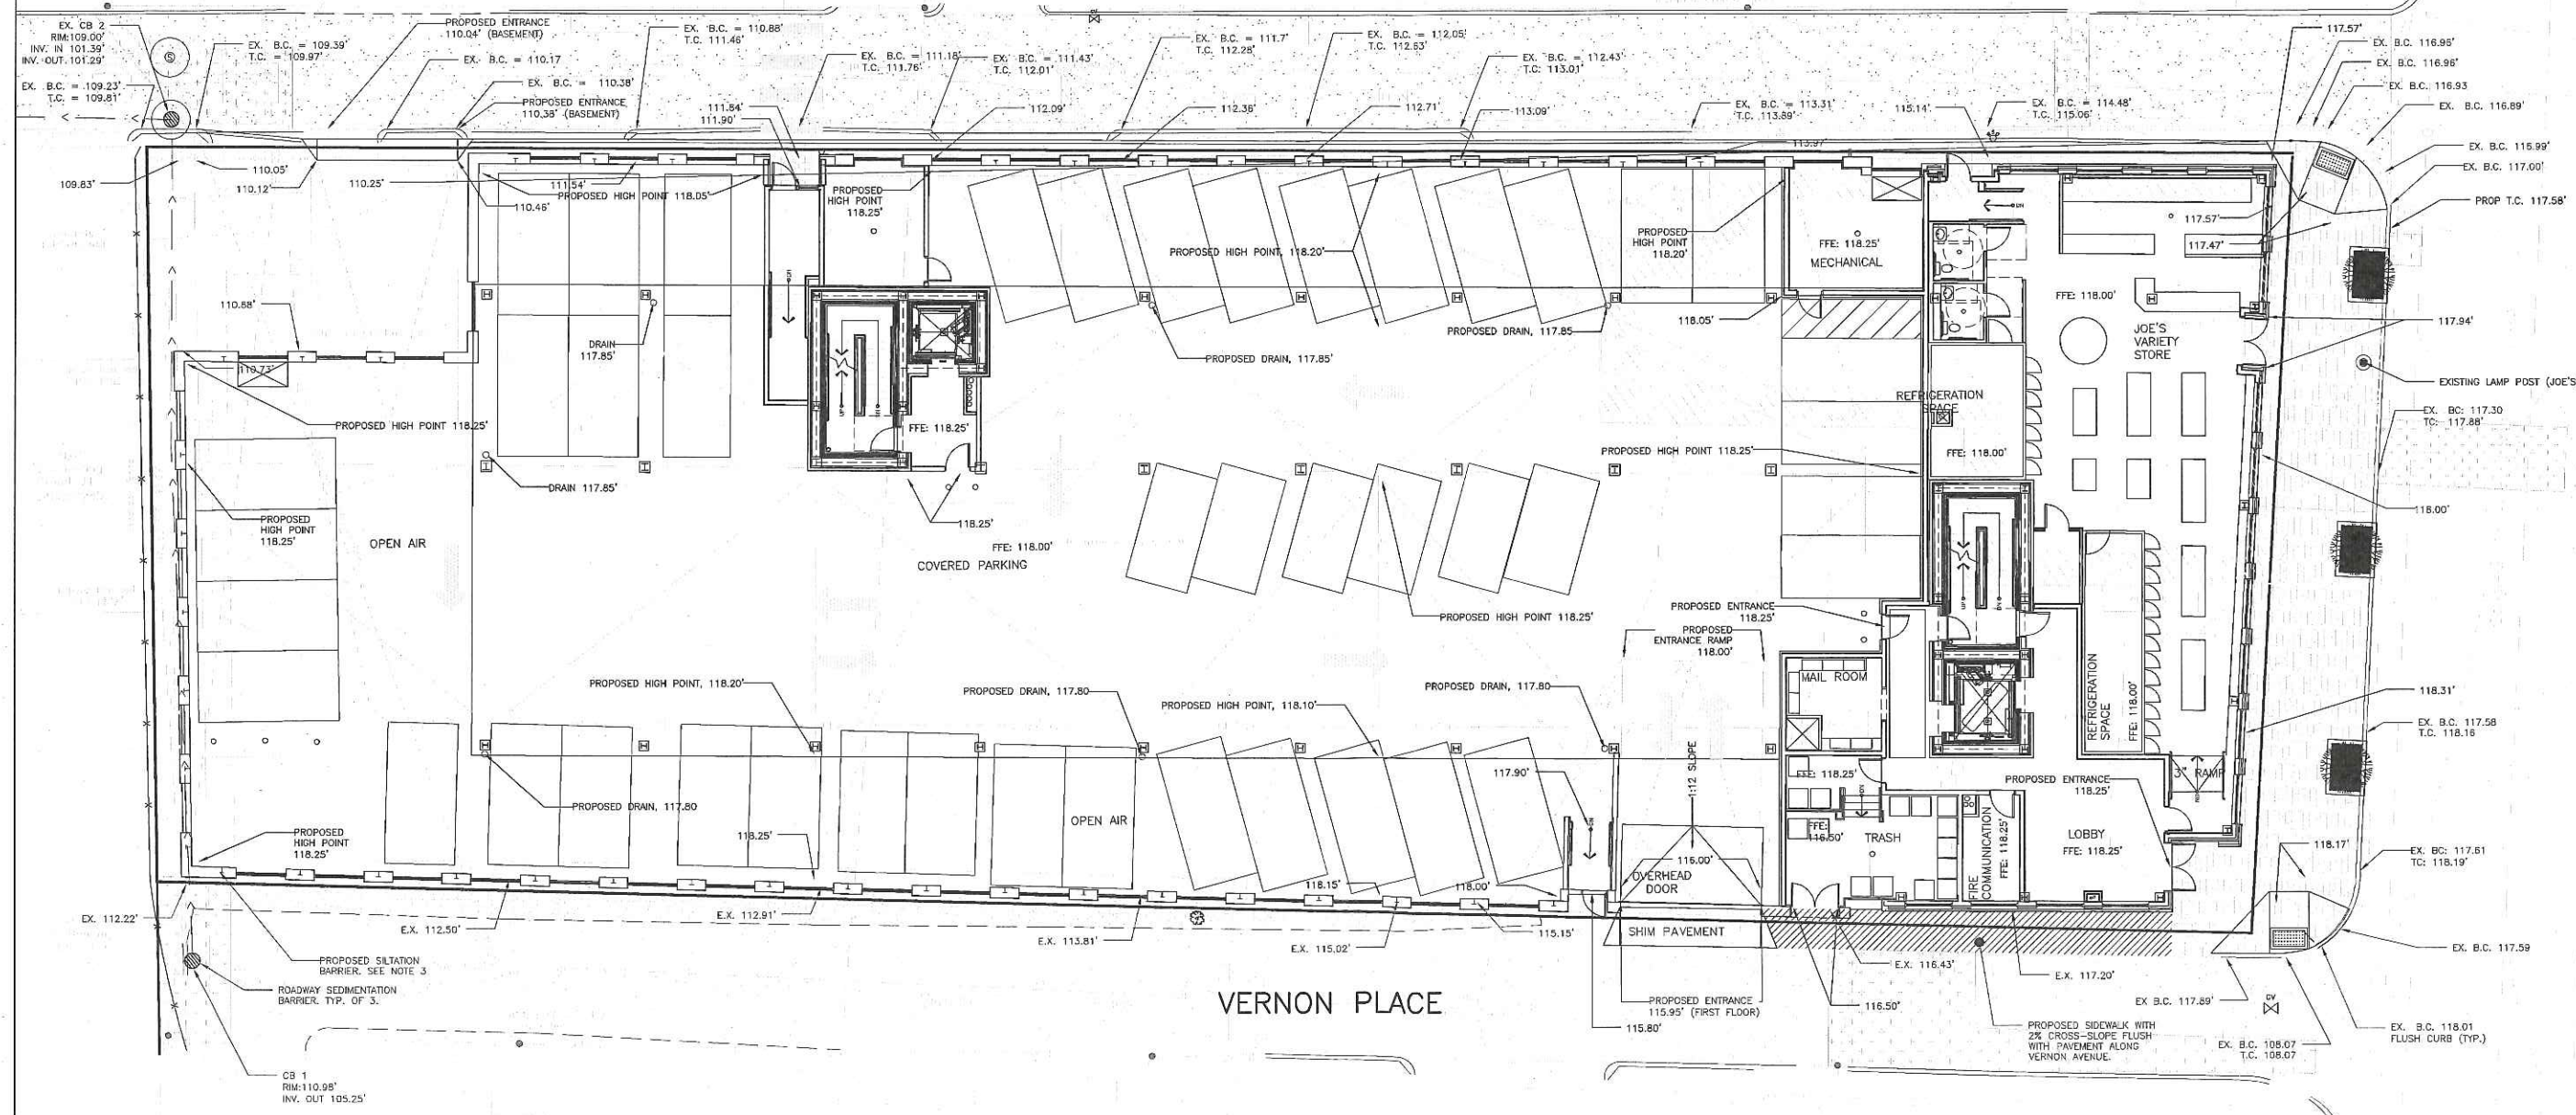 EX. CB 2
RIM:109.00'
INV. IN 101.39'
INV. OUT. 101.29'
EX. B.C. = 109.23'
T.C. = 109.81'
EX. B.C. = 109.39'
T.C. = 109.97'
PROPOSED ENTRANCE
110.04' (BASEMENT)
EX. B.C. = 110.17
EX. B.C. = 110.38'
PROPOSED ENTRANCE
110.38' (BASEMENT)
EX. B.C. = 110.88'
T.C. 111.46'
111.84'
111.90'
EX. B.C. = 111.18'
T.C. 111.76'
EX. B.C. = 111.43'
T.C. 112.01'
112.09'
EX. B.C. = 111.7'
T.C. 112.28'
112.38'
EX. B.C. = 112.05'
T.C. 112.63'
112.71'
EX. B.C. = 112.43'
T.C. 113.01'
113.09'
EX. B.C. = 113.31'
T.C. 113.89'
113.97'
115.14'
EX. B.C. = 114.48'
T.C. 115.06'
117.57'
EX. B.C. 116.96'
EX. B.C. 116.93
EX. B.C. 116.89'
EX. B.C. 117.00'
PROP T.C. 117.58'
S
109.83'
110.05'
110.12'
110.25'
110.46'
111.54'
PROPOSED HIGH POINT 118.05'
PROPOSED
HIGH POINT
118.25'
DN
PROPOSED HIGH POINT, 118.20'
PROPOSED
HIGH POINT
118.20'
FFE: 118.25'
MECHANICAL
DN
117.57'
117.47'
110.88'
110.73'
DRAIN
117.85'
PROPOSED DRAIN, 117.85'
PROPOSED DRAIN, 117.85
118.05'
FFE: 118.00'
JOE'S
VARIETY
STORE
117.94'
EXISTING LAMP POST (JOE'S
PROPOSED HIGH POINT 118.25'
FFE: 118.25'
REFRIGERATION
SPACE
FFE: 118.00'
EX. BC: 117.30
TC: 117.88'
PROPOSED HIGH POINT 118.25'
DRAIN 117.85'
118.25'
118.00'
PROPOSED
HIGH POINT
118.25'
OPEN AIR
FFE: 118.00'
COVERED PARKING
UP
DN
PROPOSED HIGH POINT 118.25'
PROPOSED ENTRANCE
118.25'
PROPOSED
ENTRANCE RAMP
118.00'
MAIL ROOM
REFRIGERATION
SPACE
FFE: 118.00'
118.31'
PROPOSED HIGH POINT, 118.20'
PROPOSED DRAIN, 117.80
PROPOSED HIGH POINT, 118.10'
PROPOSED DRAIN, 117.80
1:12 SLOPE
EX. B.C. 117.58
T.C. 118.16
117.90'
FFE: 118.25'
PROPOSED ENTRANCE
118.25'
3" RAMP
PROPOSED DRAIN, 117.80
OPEN AIR
PROPOSED
HIGH POINT
118.25'
118.25'
FFE:
116.50'
TRASH
FIRE
COMMUNICATION
FFE: 118.25'
LOBBY
FFE: 118.25'
118.17'
EX. BC: 117.61
TC: 118.19'
118.15'
118.00'
116.00'
OVERHEAD
DOOR
EX. 112.22'
E.X. 112.50'
E.X. 112.91'
E.X. 113.81'
E.X. 115.02'
115.15'
SHIM PAVEMENT
E.X. 116.43'
E.X. 117.20'
EX. B.C. 117.59
PROPOSED SILTATION
BARRIER. SEE NOTE 3
ROADWAY SEDIMENTATION
BARRIER. TYP. OF 3.
VERNON PLACE
PROPOSED ENTRANCE
115.95' (FIRST FLOOR)
115.80'
116.50'
EX B.C. 117.89'
GV
PROPOSED SIDEWALK WITH
2% CROSS-SLOPE FLUSH
WITH PAVEMENT ALONG
VERNON AVENUE.
EX. B.C. 108.07
T.C. 108.07
EX. B.C. 118.01
FLUSH CURB (TYP.)
CB 1
RIM:110.98'
INV. OUT 105.25'